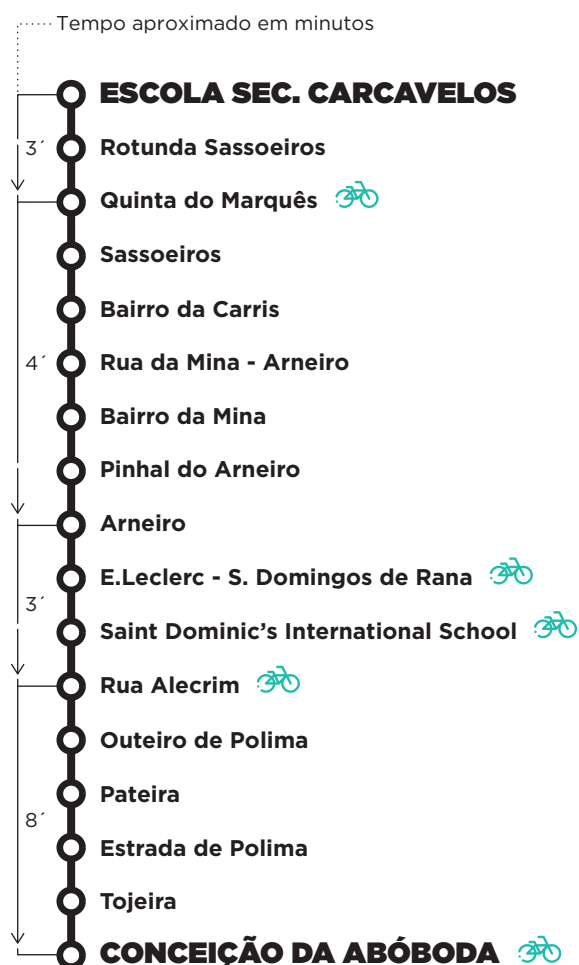 Tempo aproximado em minutos
ESCOLA SEC. CARCAVELOS
3´
Rotunda Sassoeiros
Quinta do Marquês
Sassoeiros
Bairro da Carris
4´
Rua da Mina - Arneiro
Bairro da Mina
Pinhal do Arneiro
Arneiro
E.Leclerc - S. Domingos de Rana
3´
Saint Dominic’s International School
Rua Alecrim
Outeiro de Polima
Pateira
8´
Estrada de Polima
Tojeira
CONCEIÇÃO DA ABÓBODA